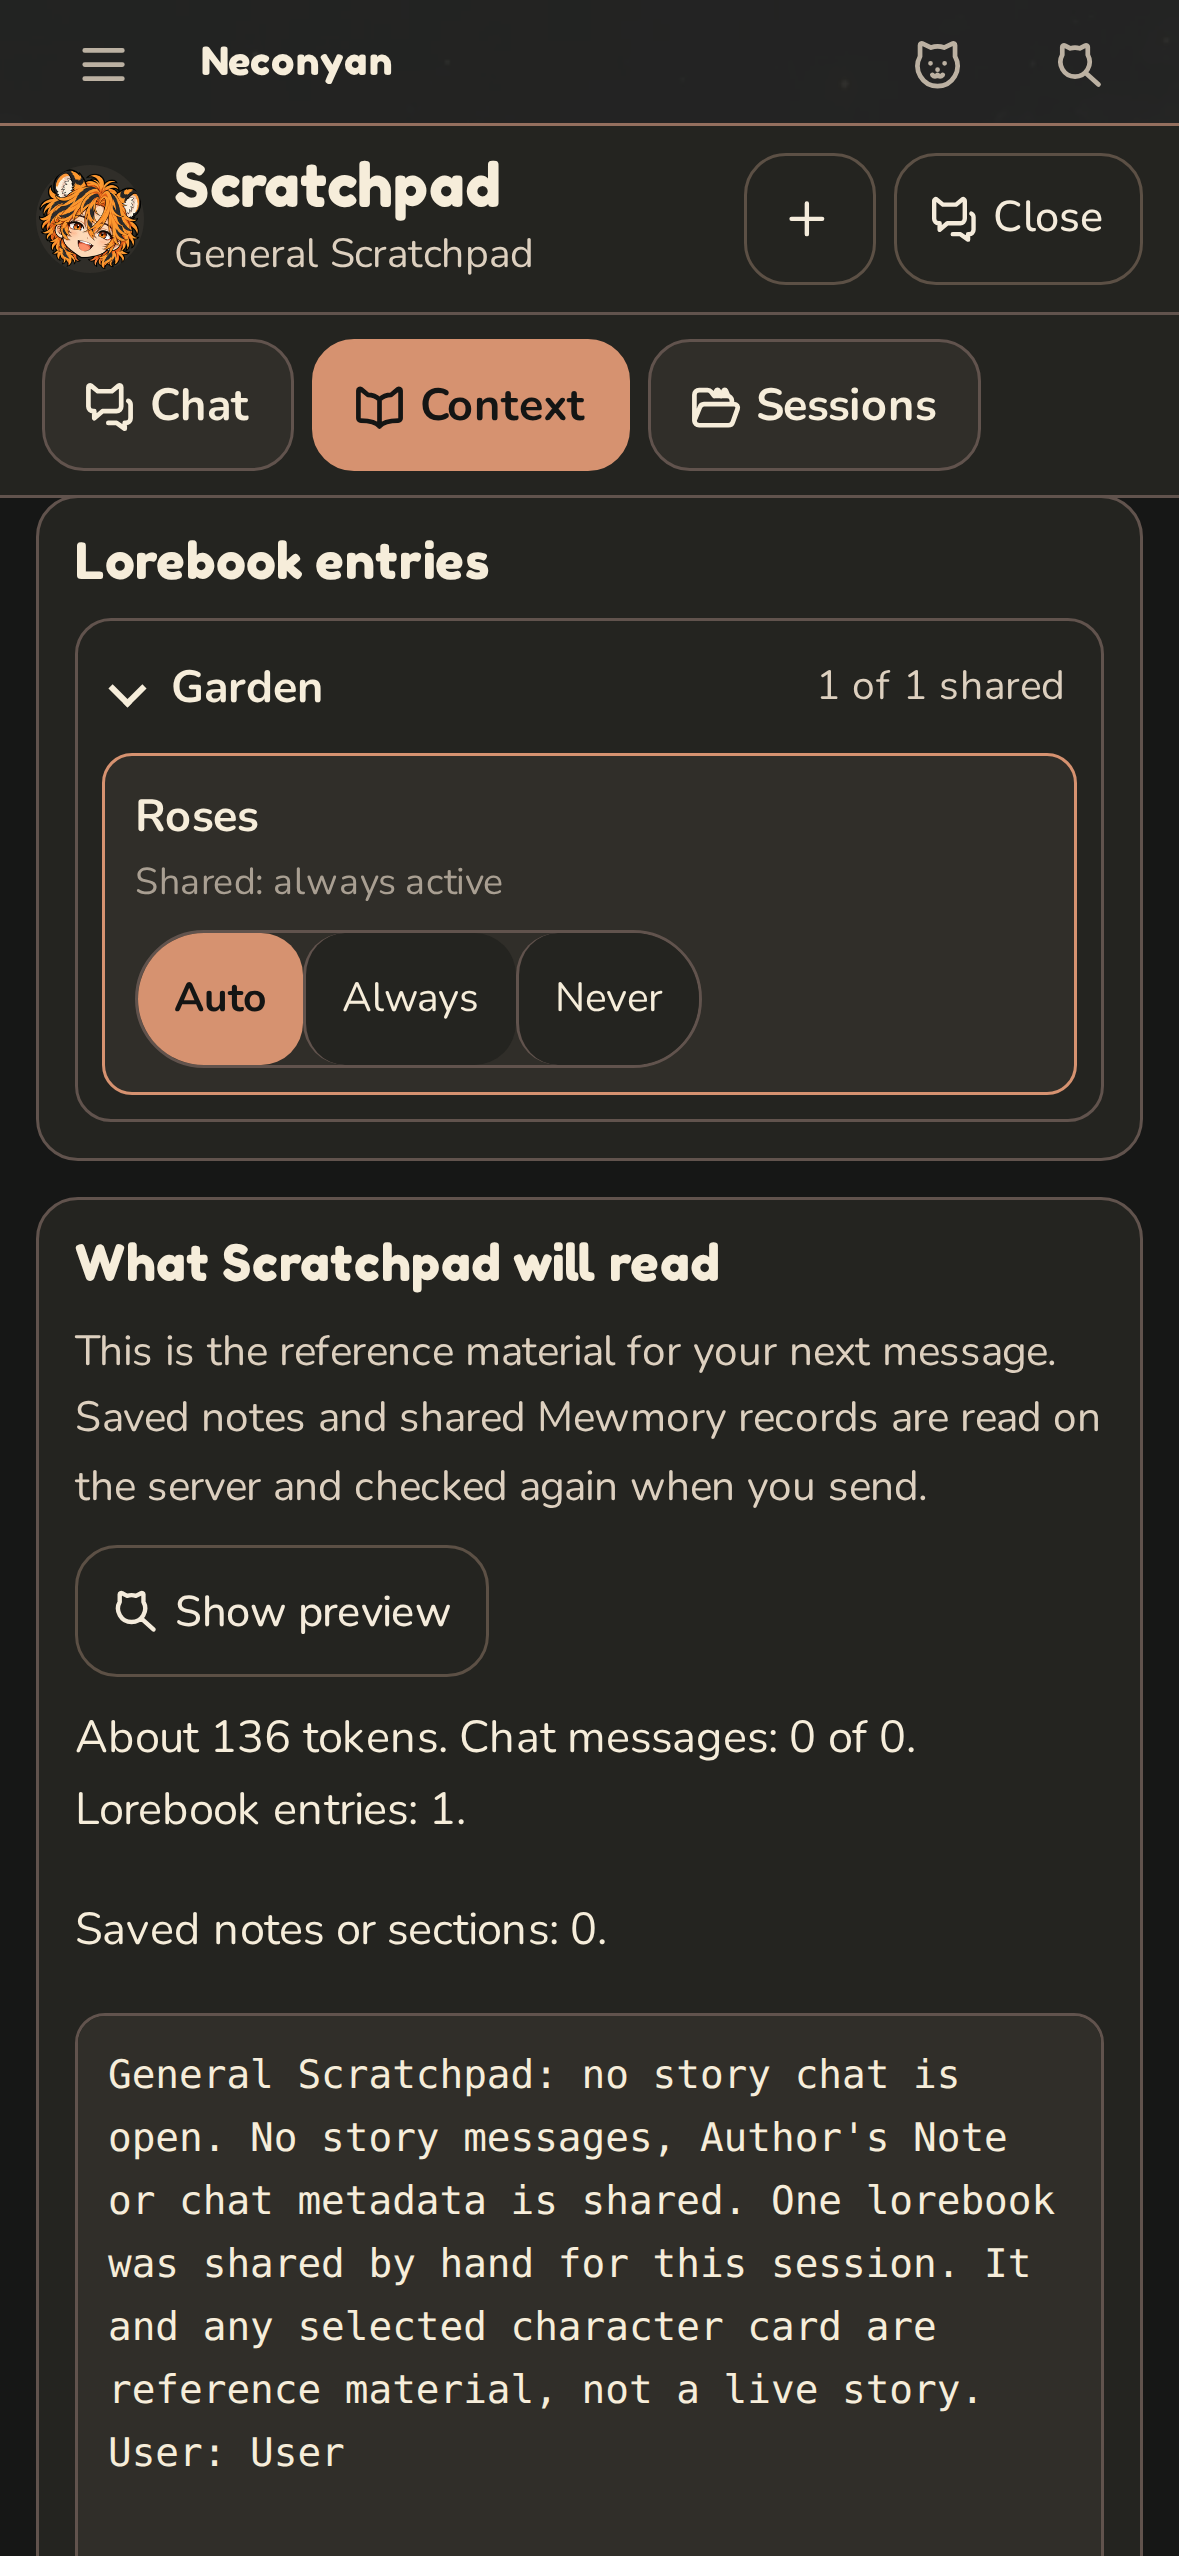 Neconyan
Scratchpad
General Scratchpad
Close
Chat
Context
Sessions
Lorebook entries
Garden
1 of 1 shared
Roses
Shared: always active
Auto
Always
Never
What Scratchpad will read
This is the reference material for your next message.
Saved notes and shared Mewmory records are read on
the server and checked again when you send.
Show preview
About 136 tokens. Chat messages: 0 of 0.
Lorebook entries: 1.
Saved notes or sections: 0.
General Scratchpad: no story chat is
open. No story messages, Author's Note
or chat metadata is shared. One lorebook
was shared by hand for this session. It
and any selected character card are
reference material, not a live story.
User: User